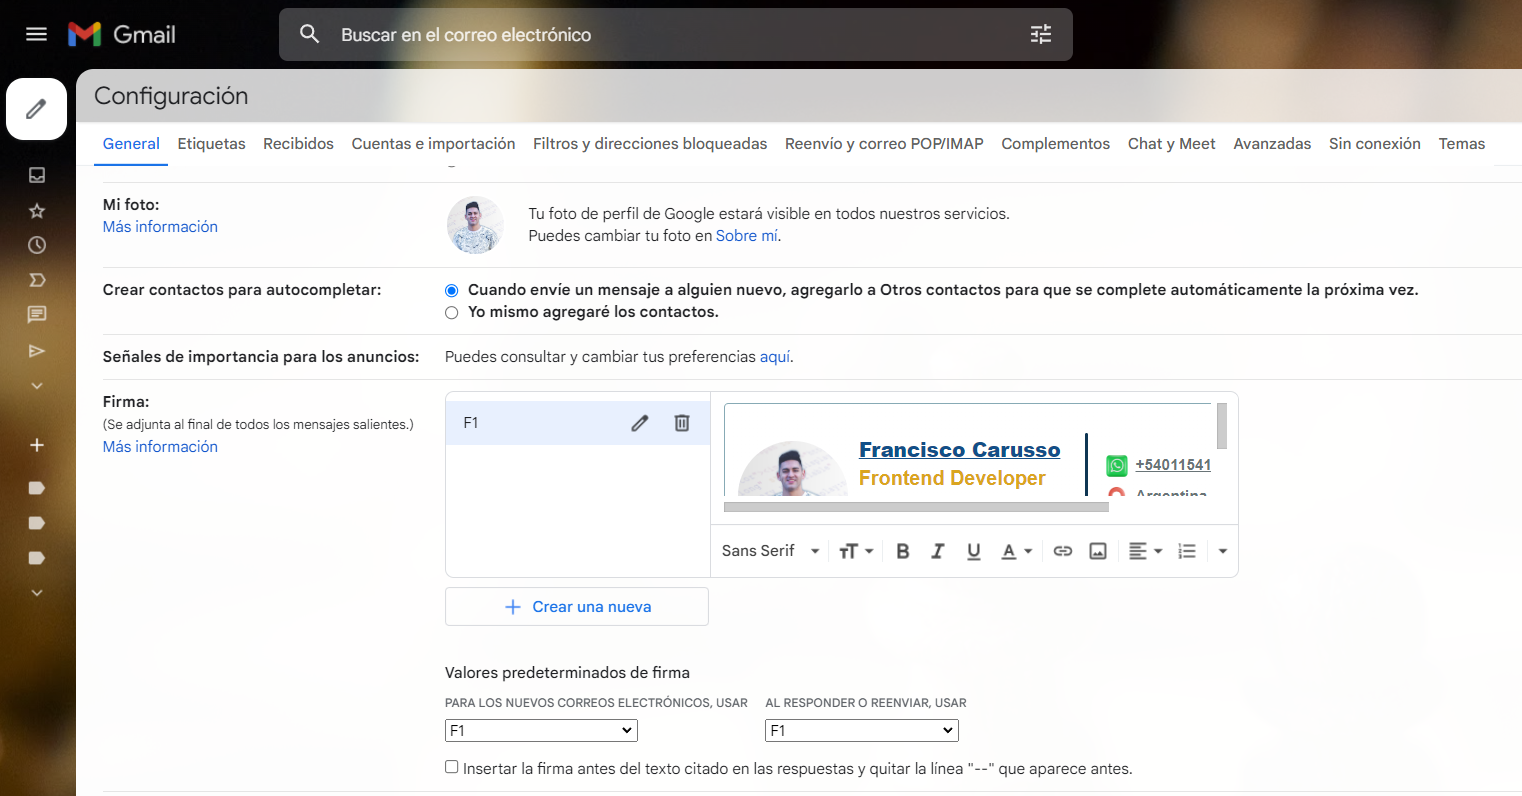 Gmail
Buscar en el correo electrónico
Configuración
General Etiquetas Recibidos Cuentas e importación Filtros y direcciones bloqueadas Reenvío y correo POP/IMAP Complementos Chat y Meet Avanzadas Sin conexión Temas
Mi foto:
Más información
Tu foto de perfil de Google estará visible en todos nuestros servicios.
Puedes cambiar tu foto en Sobre mí.
Crear contactos para autocompletar:
Cuando envíe un mensaje a alguien nuevo, agregarlo a Otros contactos para que se complete automáticamente la próxima vez.
Yo mismo agregaré los contactos.
Señales de importancia para los anuncios:
Puedes consultar y cambiar tus preferencias aquí.
Firma:
(Se adjunta al final de todos los mensajes salientes.)
Más información
F1
Francisco Carusso
Frontend Developer
+54011541
Argentina
Sans Serif
Crear una nueva
Valores predeterminados de firma
PARA LOS NUEVOS CORREOS ELECTRÓNICOS, USAR
F1
AL RESPONDER O REENVIAR, USAR
F1
Insertar la firma antes del texto citado en las respuestas y quitar la línea "--" que aparece antes.